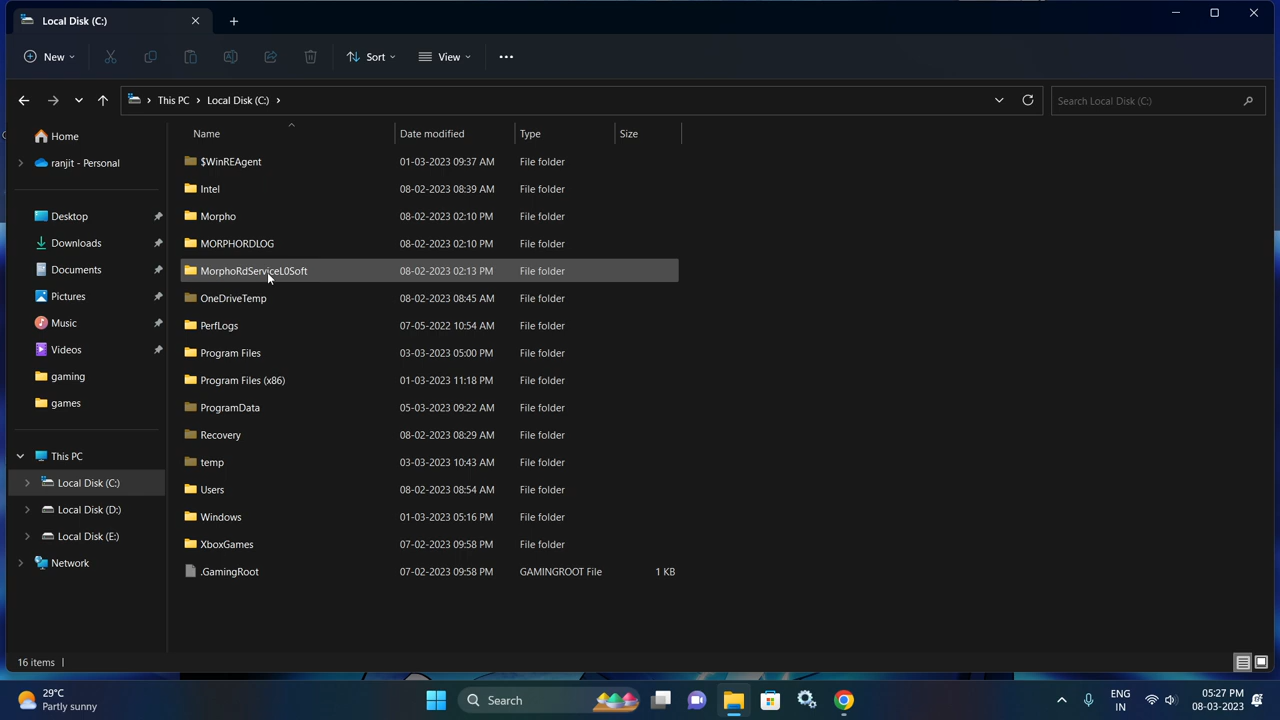 Local Disk (C:)
New
Sort
View
This PC > Local Disk (C:) >
Search Local Disk (C:)
Home
ranjit - Personal
Desktop
Downloads
Documents
Pictures
Music
Videos
gaming
games
This PC
Local Disk (C:)
Local Disk (D:)
Local Disk (E:)
Network
Name Date modified Type Size
$WinREAgent 01-03-2023 09:37 AM File folder
Intel 08-02-2023 08:39 AM File folder
Morpho 08-02-2023 02:10 PM File folder
MORPHORDLOG 08-02-2023 02:10 PM File folder
MorphoRdServiceL0Soft 08-02-2023 02:13 PM File folder
OneDriveTemp 08-02-2023 08:45 AM File folder
PerfLogs 07-05-2022 10:54 AM File folder
Program Files 03-03-2023 05:00 PM File folder
Program Files (x86) 01-03-2023 11:18 PM File folder
ProgramData 05-03-2023 09:22 AM File folder
Recovery 08-02-2023 08:29 AM File folder
temp 03-03-2023 10:43 AM File folder
Users 08-02-2023 08:54 AM File folder
Windows 01-03-2023 05:16 PM File folder
XboxGames 07-02-2023 09:58 PM File folder
.GamingRoot 07-02-2023 09:58 PM GAMINGROOT File 1 KB
16 items
29°C
Partly sunny
Search
ENG
IN
05:27 PM
08-03-2023